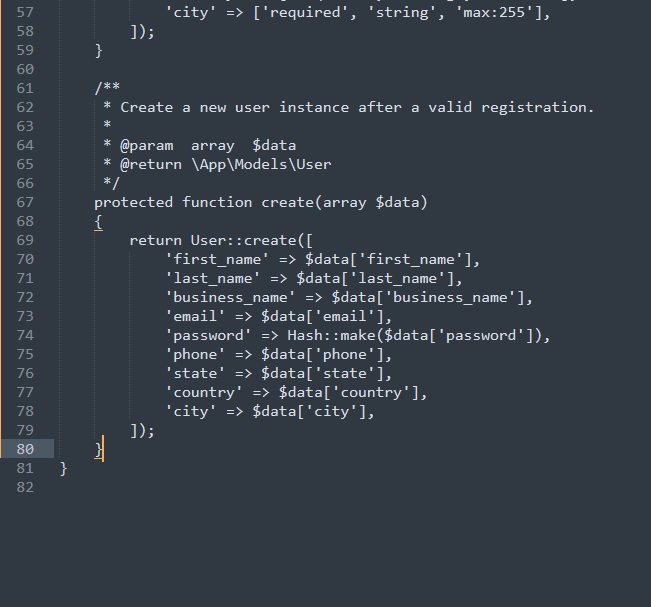 57 'city' => ['required', 'string', 'max:255'],
58 ]);
59 }
60
61 /**
62 * Create a new user instance after a valid registration.
63 *
64 * @param  array  $data
65 * @return \App\Models\User
66 */
67 protected function create(array $data)
68 {
69 return User::create([
70 'first_name' => $data['first_name'],
71 'last_name' => $data['last_name'],
72 'business_name' => $data['business_name'],
73 'email' => $data['email'],
74 'password' => Hash::make($data['password']),
75 'phone' => $data['phone'],
76 'state' => $data['state'],
77 'country' => $data['country'],
78 'city' => $data['city'],
79 ]);
80 }
81 }
82